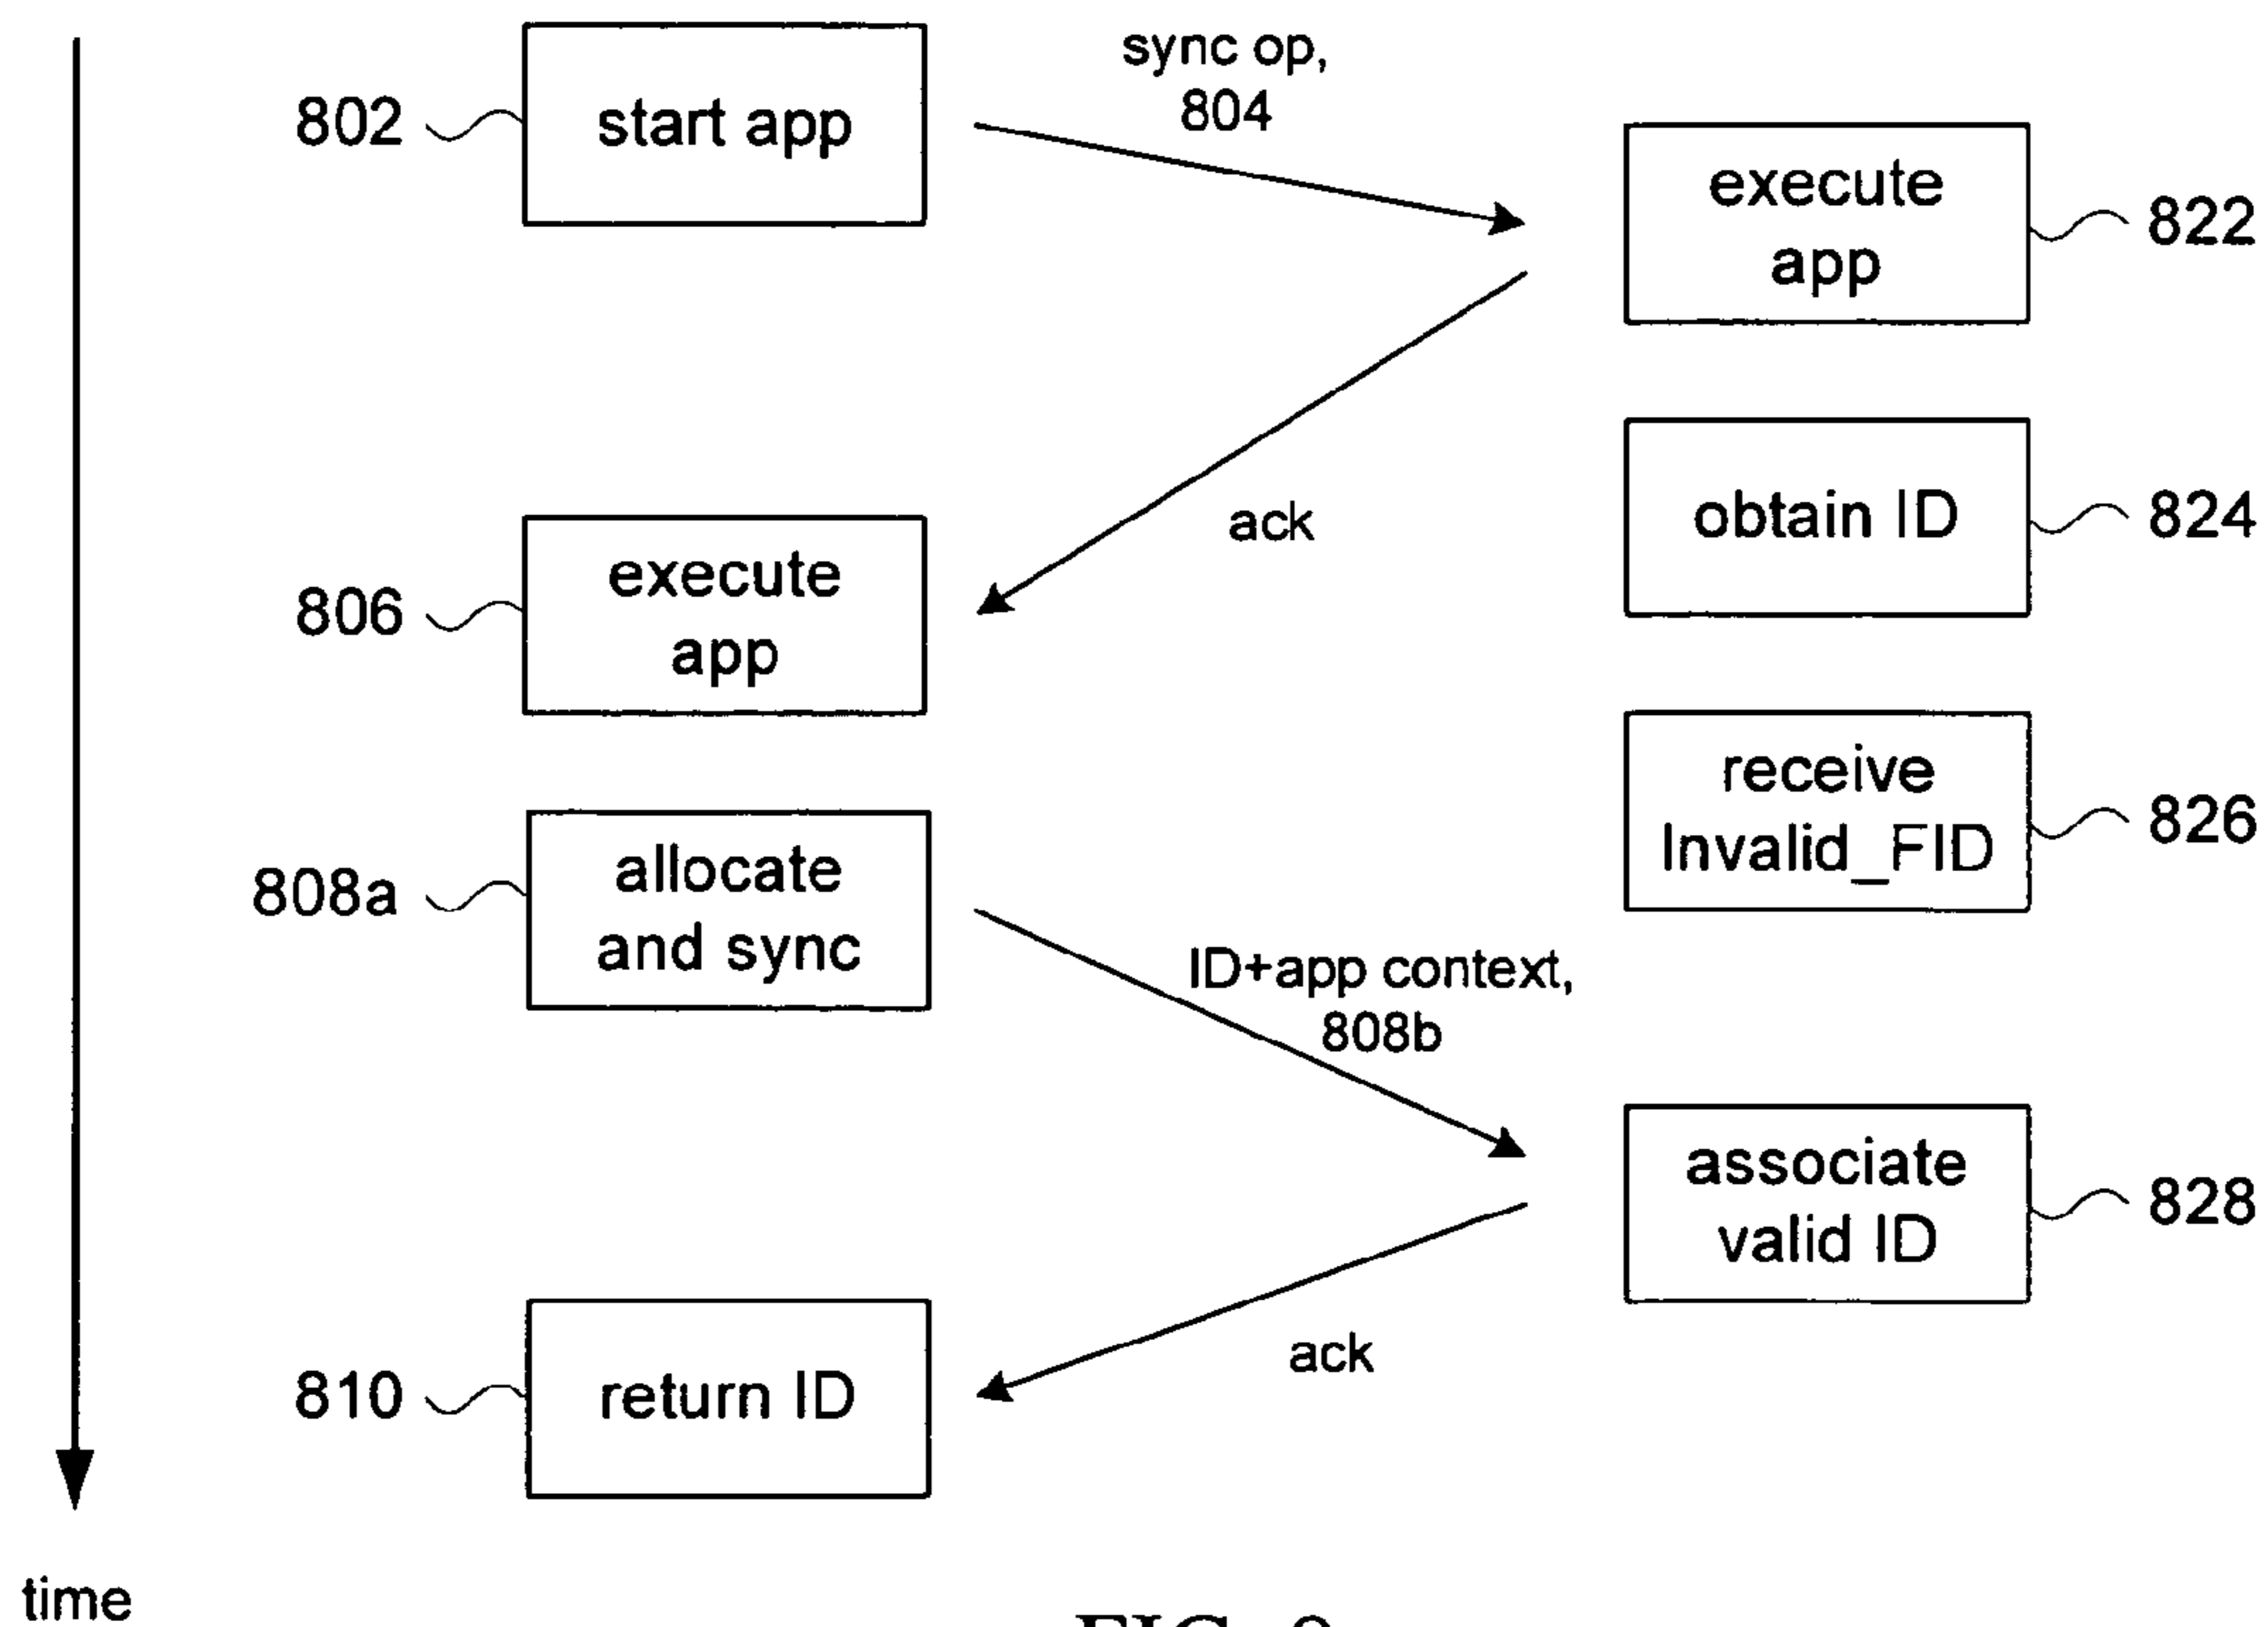 sync op,
804
802
start app
execute
app
822
ack
obtain ID
824
806
execute
app
receive
Invalid_FID
826
808a
allocate
and sync
ID+app context,
808b
associate
valid ID
828
ack
810
return ID
time